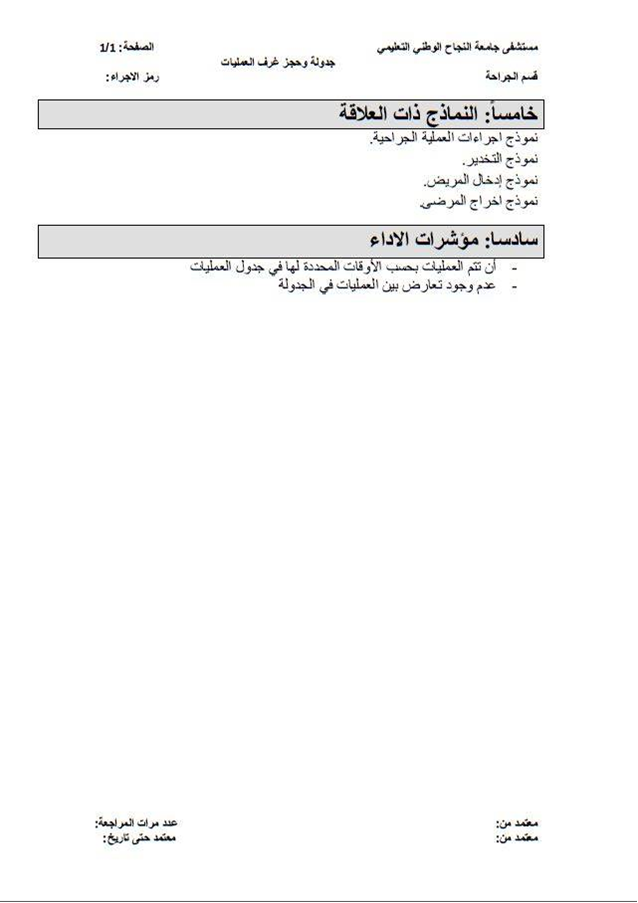 مستشفى جامعة النجاح الوطني التعليمي
الصفحة: 1/1
جدولة وحجز غرف العمليات
قسم الجراحة
رمز الاجراء:
خامساً: النماذج ذات العلاقة
نموذج اجراءات العملية الجراحية.
نموذج التخدير.
نموذج إدخال المريض.
نموذج اخراج المرضى.
سادسا: مؤشرات الاداء
- أن تتم العمليات بحسب الأوقات المحددة لها في جدول العمليات
- عدم وجود تعارض بين العمليات في الجدولة
معتمد من:
عدد مرات المراجعة:
معتمد من:
معتمد حتى تاريخ: